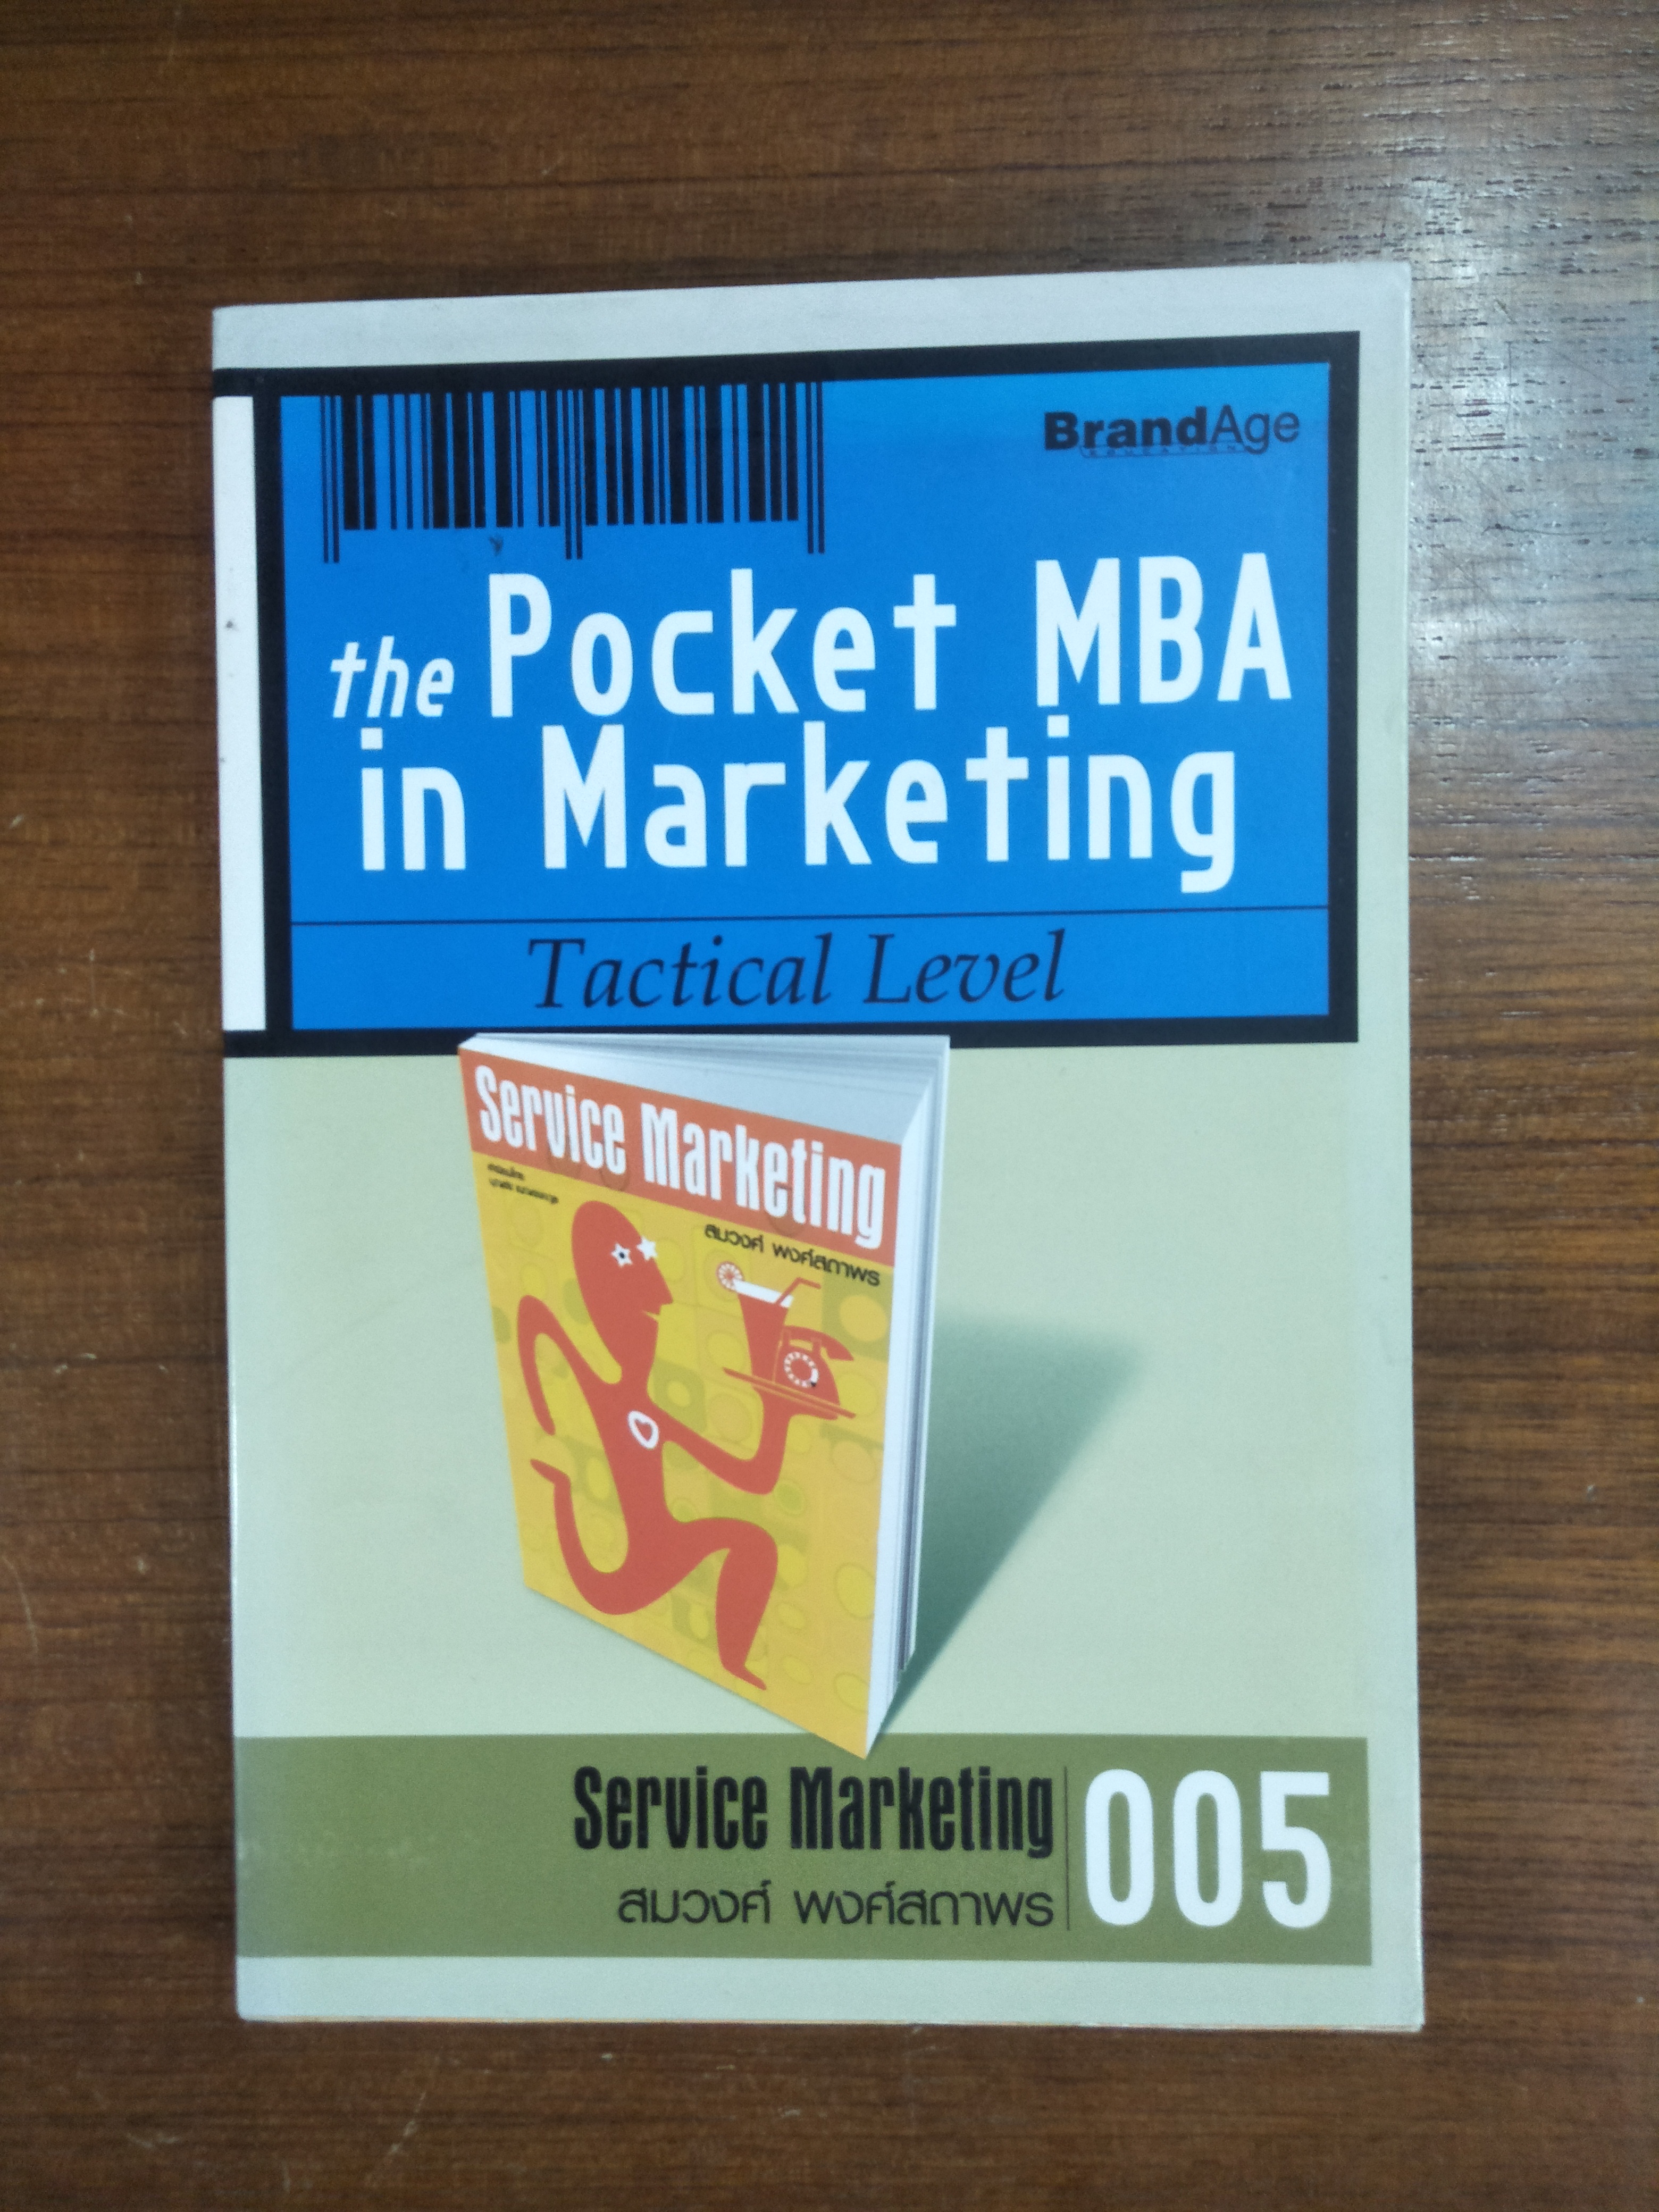 BrandAge
EDUCATION
the Pocket MBA
in Marketing
Tactical Level
Service Marketing
สมวงศ์ พงศ์สถาพร
Service Marketing
สมวงศ์ พงศ์สถาพร
005